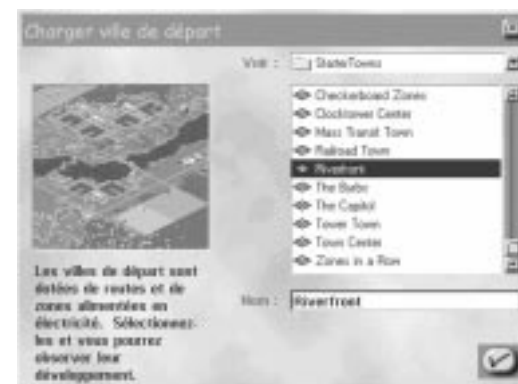 Charger ville de départ
Voir : StarterTowns
Checkerboard Zones
Clocktower Center
Mass Transit Town
Railroad Town
Riverfront
The Burbs
The Capitol
Tower Town
Town Center
Zones in a Row
Nom : Riverfront
Les villes de départ sont
dotées de routes et de
zones alimentées en
électricité. Sélectionnez-
les et vous pourrez
observer leur
développement.